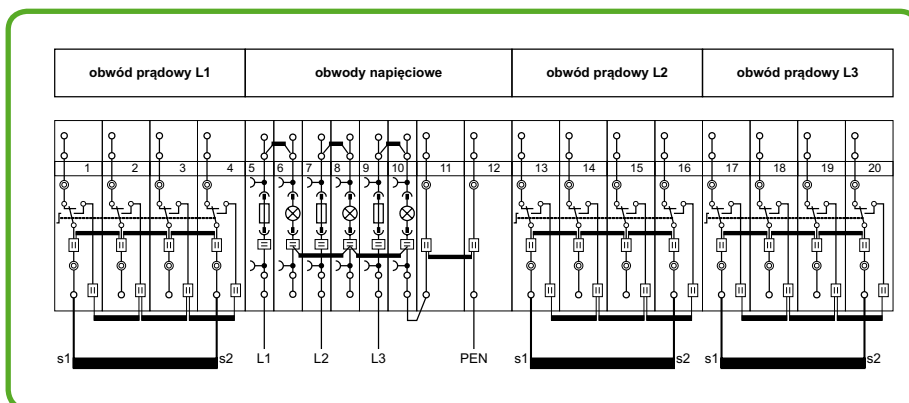 obwód prądowy L1 obwody napięciowe obwód prądowy L2 obwód prądowy L3
1 2 3 4 5 6 7 8 9 10 11 12 13 14 15 16 17 18 19 20
s1 s2 L1 L2 L3 PEN s1 s2 s1 s2